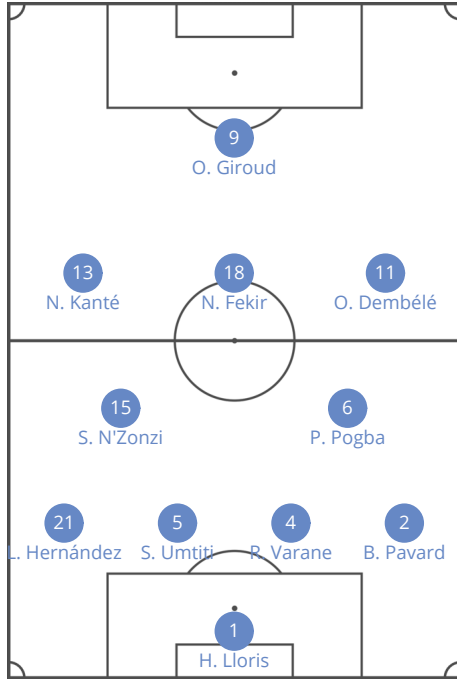 9
O. Giroud
13 18 11
N. Kanté N. Fekir O. Dembélé
15 6
S. N'Zonzi P. Pogba
21 5 4 2
L. Hernández S. Umtiti R. Varane B. Pavard
1
H. Lloris